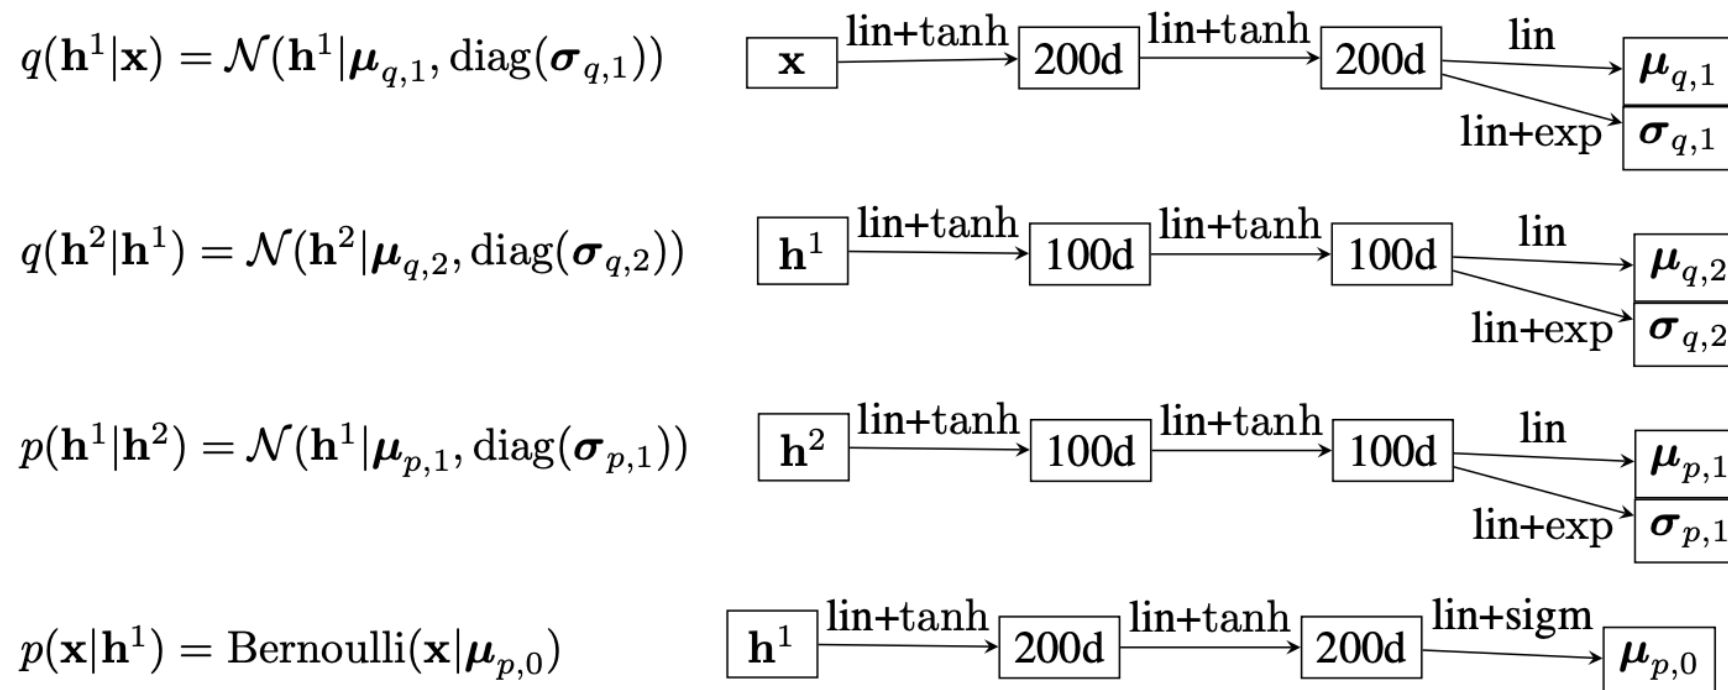 q(h¹|x) = 𝒩(h¹|μ_{q,1}, diag(σ_{q,1})) x lin+tanh 200d lin+tanh 200d lin μ_{q,1}
lin+exp σ_{q,1}
q(h²|h¹) = 𝒩(h²|μ_{q,2}, diag(σ_{q,2})) h¹ lin+tanh 100d lin+tanh 100d lin μ_{q,2}
lin+exp σ_{q,2}
p(h¹|h²) = 𝒩(h¹|μ_{p,1}, diag(σ_{p,1})) h² lin+tanh 100d lin+tanh 100d lin μ_{p,1}
lin+exp σ_{p,1}
p(x|h¹) = Bernoulli(x|μ_{p,0}) h¹ lin+tanh 200d lin+tanh 200d lin+sigm μ_{p,0}